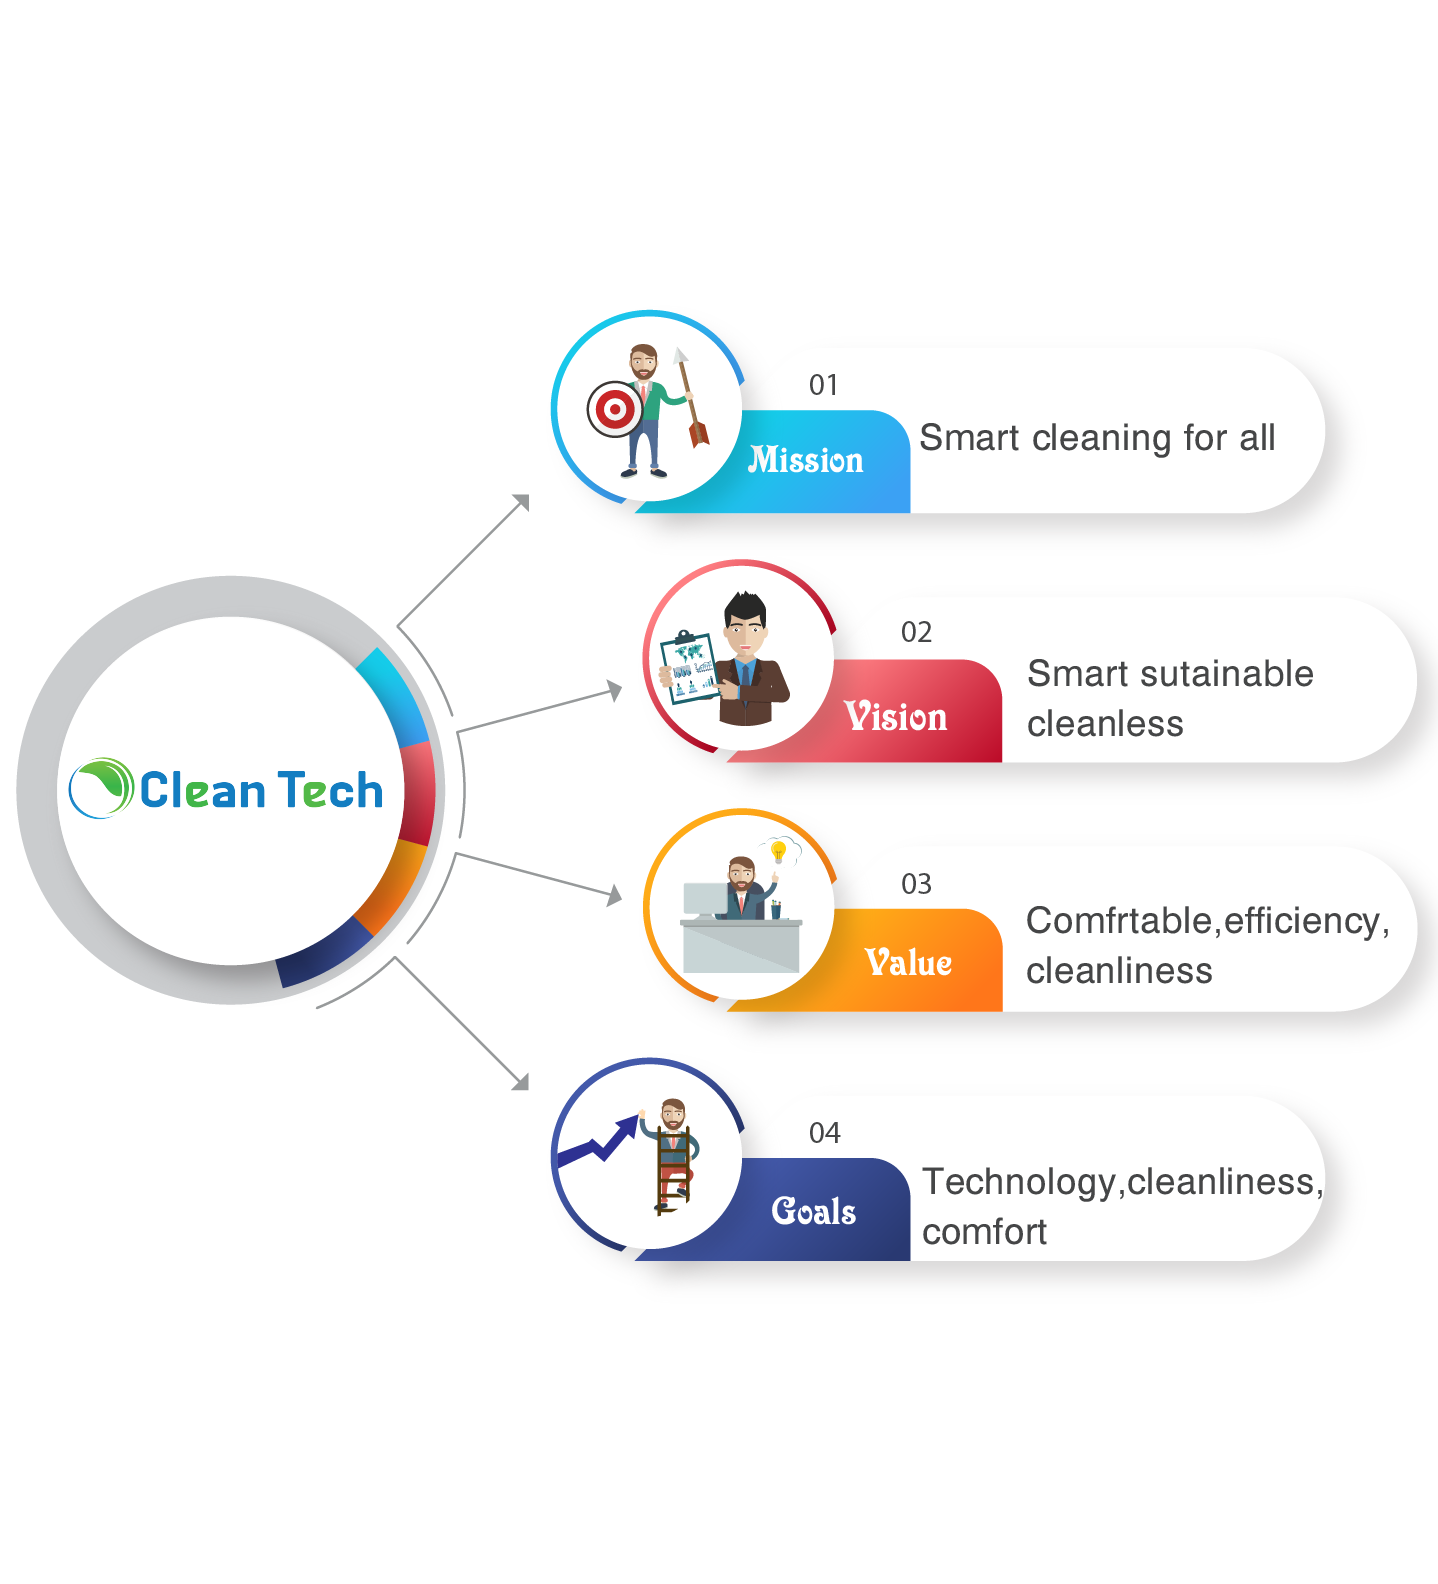 Clean Tech
01
Mission
Smart cleaning for all
02
Vision
Smart sutainable
cleanless
03
Value
Comfrtable,efficiency,
cleanliness
04
Goals
Technology,cleanliness,
comfort